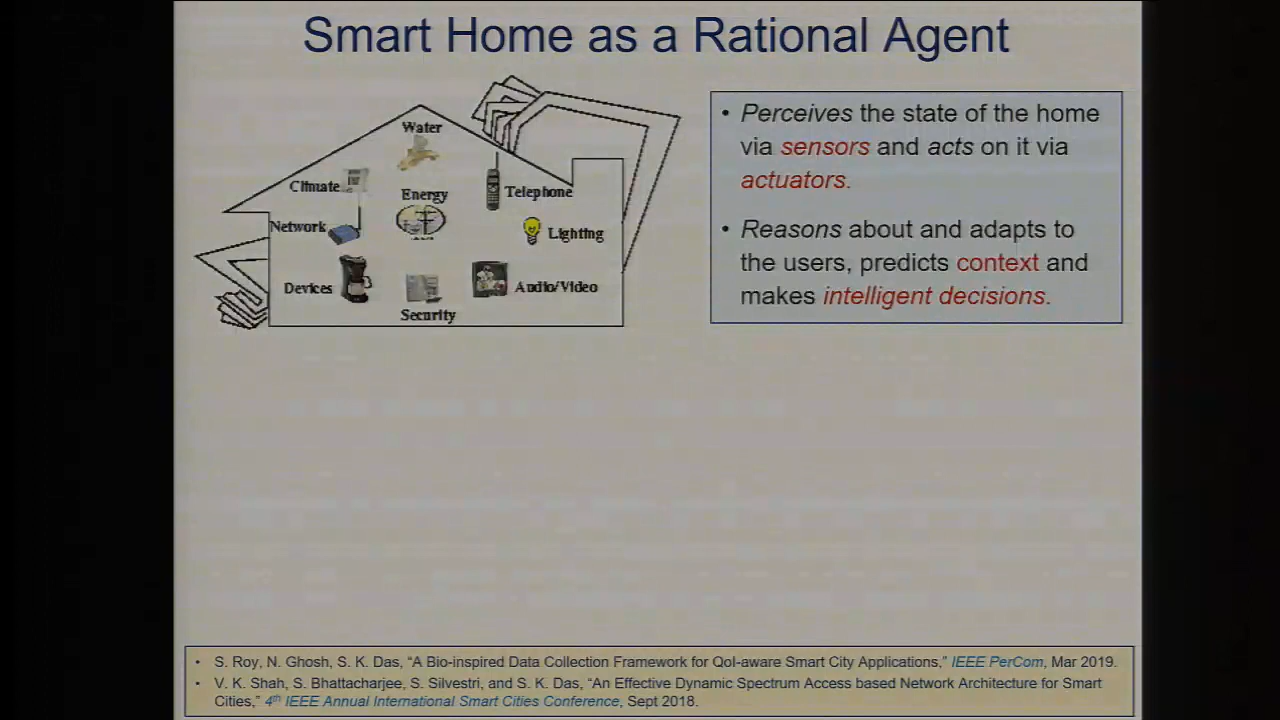 Smart Home as a Rational Agent
Water
Climate
Energy
Telephone
Network
Lighting
Devices
Audio/Video
Security
• Perceives the state of the home
via sensors and acts on it via
actuators.
• Reasons about and adapts to
the users, predicts context and
makes intelligent decisions.
• S. Roy, N. Ghosh, S. K. Das, “A Bio-inspired Data Collection Framework for QoI-aware Smart City Applications,” IEEE PerCom, Mar 2019.
• V. K. Shah, S. Bhattacharjee, S. Silvestri, and S. K. Das, “An Effective Dynamic Spectrum Access based Network Architecture for Smart
Cities,” 4th IEEE Annual International Smart Cities Conference, Sept 2018.